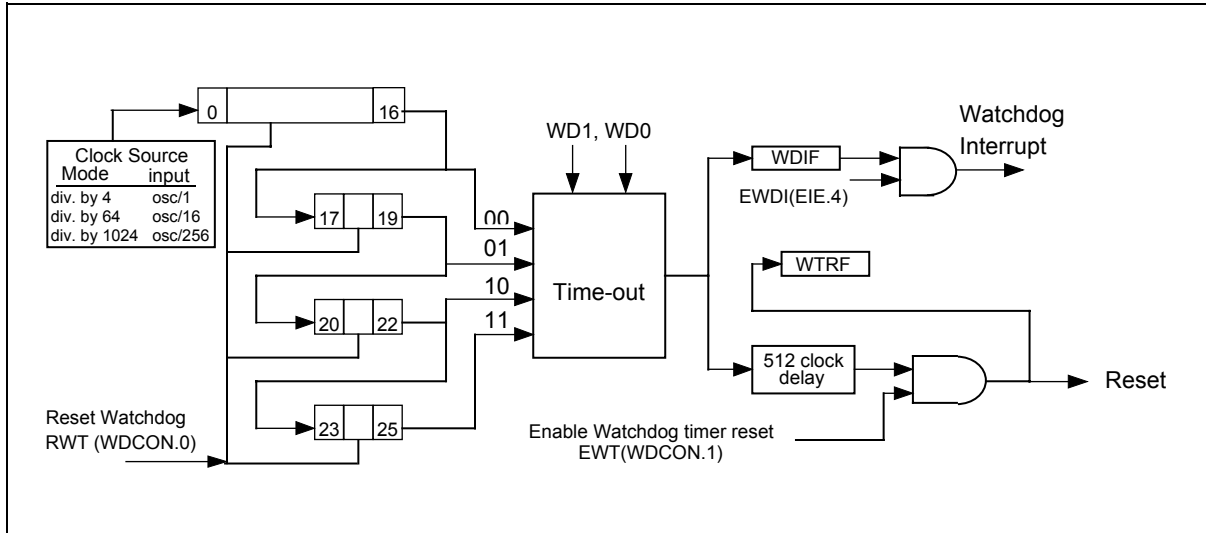 0
16
Clock Source
Mode input
div. by 4 osc/1
div. by 64 osc/16
div. by 1024 osc/256
17 19
20 22
23 25
Reset Watchdog
RWT (WDCON.0)
WD1, WD0
00
01
10
11
Time-out
WDIF
EWDI(EIE.4)
Watchdog
Interrupt
WTRF
512 clock
delay
Enable Watchdog timer reset
EWT(WDCON.1)
Reset